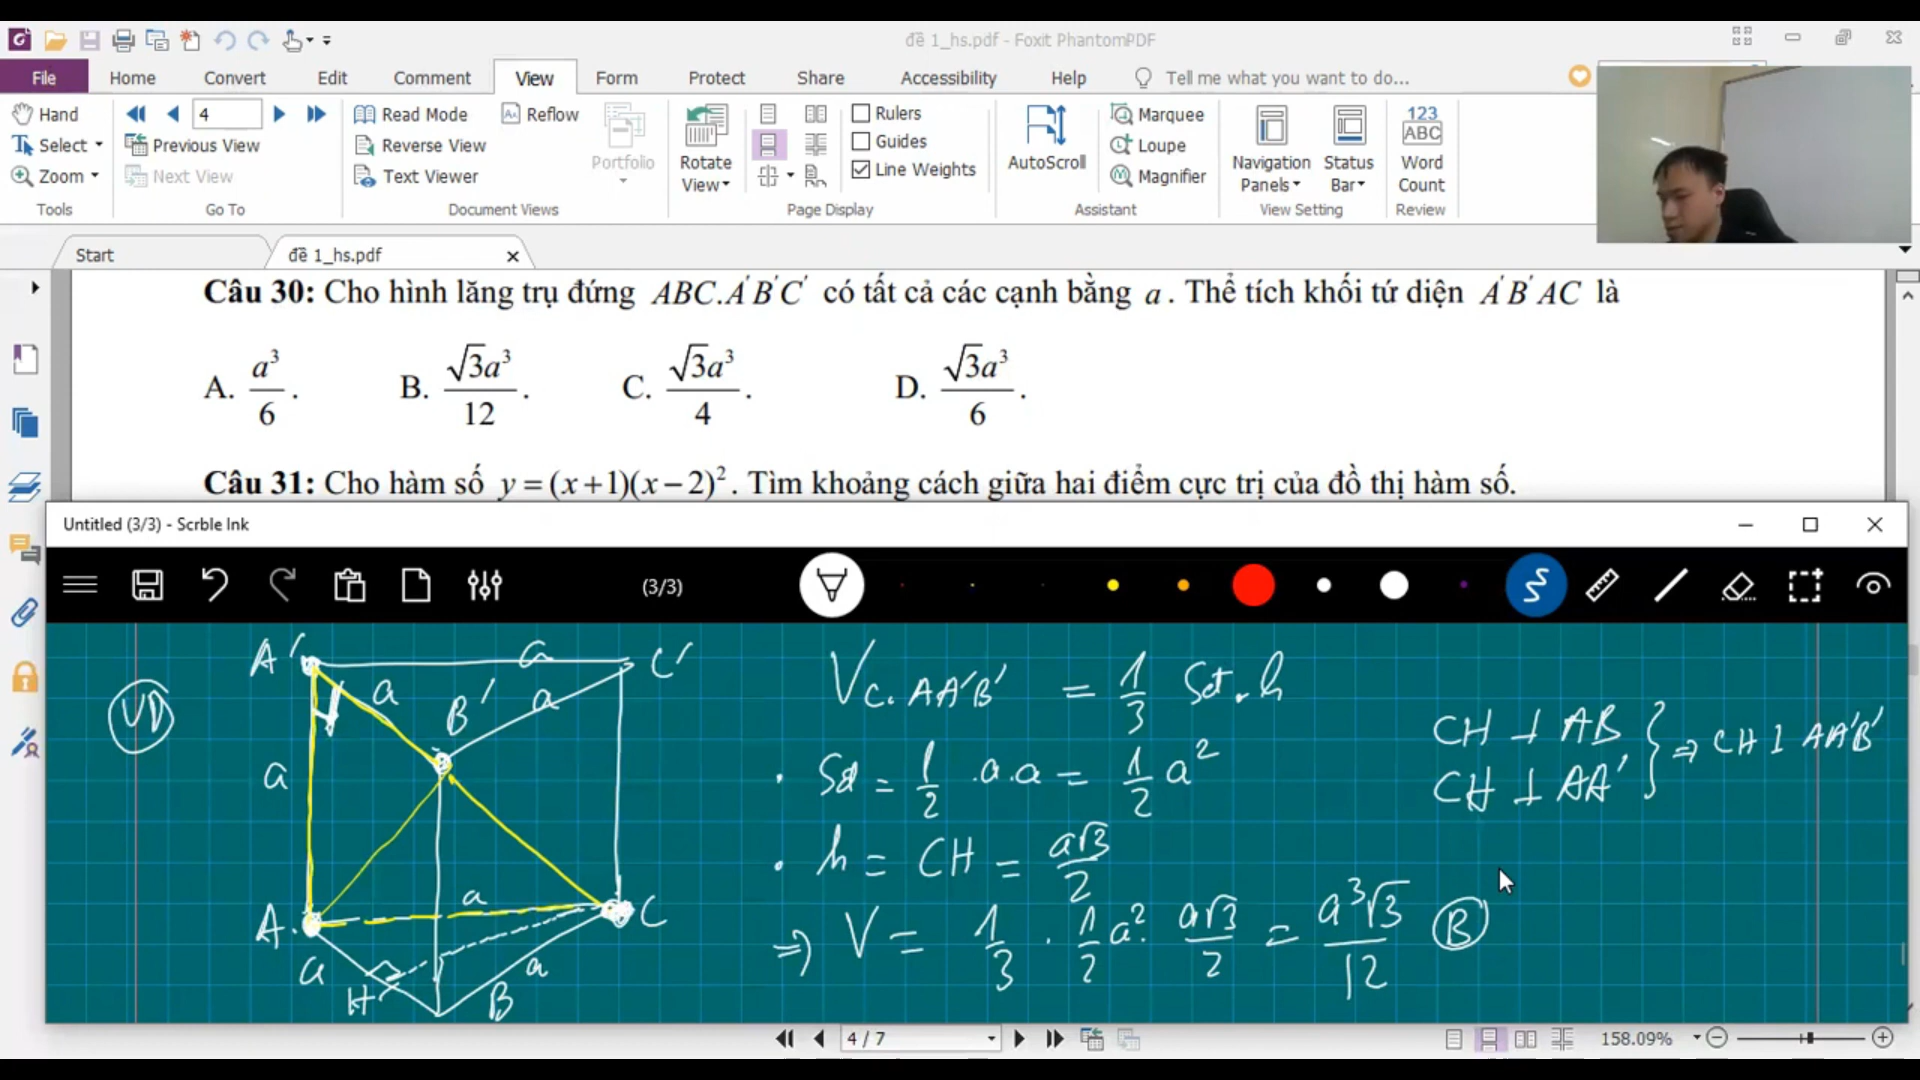 đề 1_hs.pdf - Foxit PhantomPDF
File Home Convert Edit Comment View Form Protect Share Accessibility Help Tell me what you want to do...
Hand 4 Read Mode Reflow Rulers Marquee 123
Select Previous View Reverse View Guides Loupe ABC
Zoom Next View Text Viewer Portfolio Rotate View Line Weights AutoScroll Magnifier Navigation Panels Status Bar Word Count
Tools Go To Document Views Page Display Assistant View Setting Review
Start đề 1_hs.pdf
Câu 30: Cho hình lăng trụ đứng ABC.A'B'C' có tất cả các cạnh bằng a. Thể tích khối tứ diện A'B'AC là
A. a³/6. B. √3a³/12. C. √3a³/4. D. √3a³/6.
Câu 31: Cho hàm số y = (x+1)(x−2)². Tìm khoảng cách giữa hai điểm cực trị của đồ thị hàm số.
Untitled (3/3) - Scrble Ink
(3/3)
VD
A' a C'
a B' a
a
A a C
a H B a
V C.AA'B' = 1/3 Sđ.h
. Sđ = 1/2 .a.a = 1/2 a²
. h = CH = a√3/2
⇒ V = 1/3 . 1/2 a². a√3/2 = a³√3/12 B
CH ⊥ AB
CH ⊥ AA' } ⇒ CH ⊥ AA'B'
4 / 7 158.09%